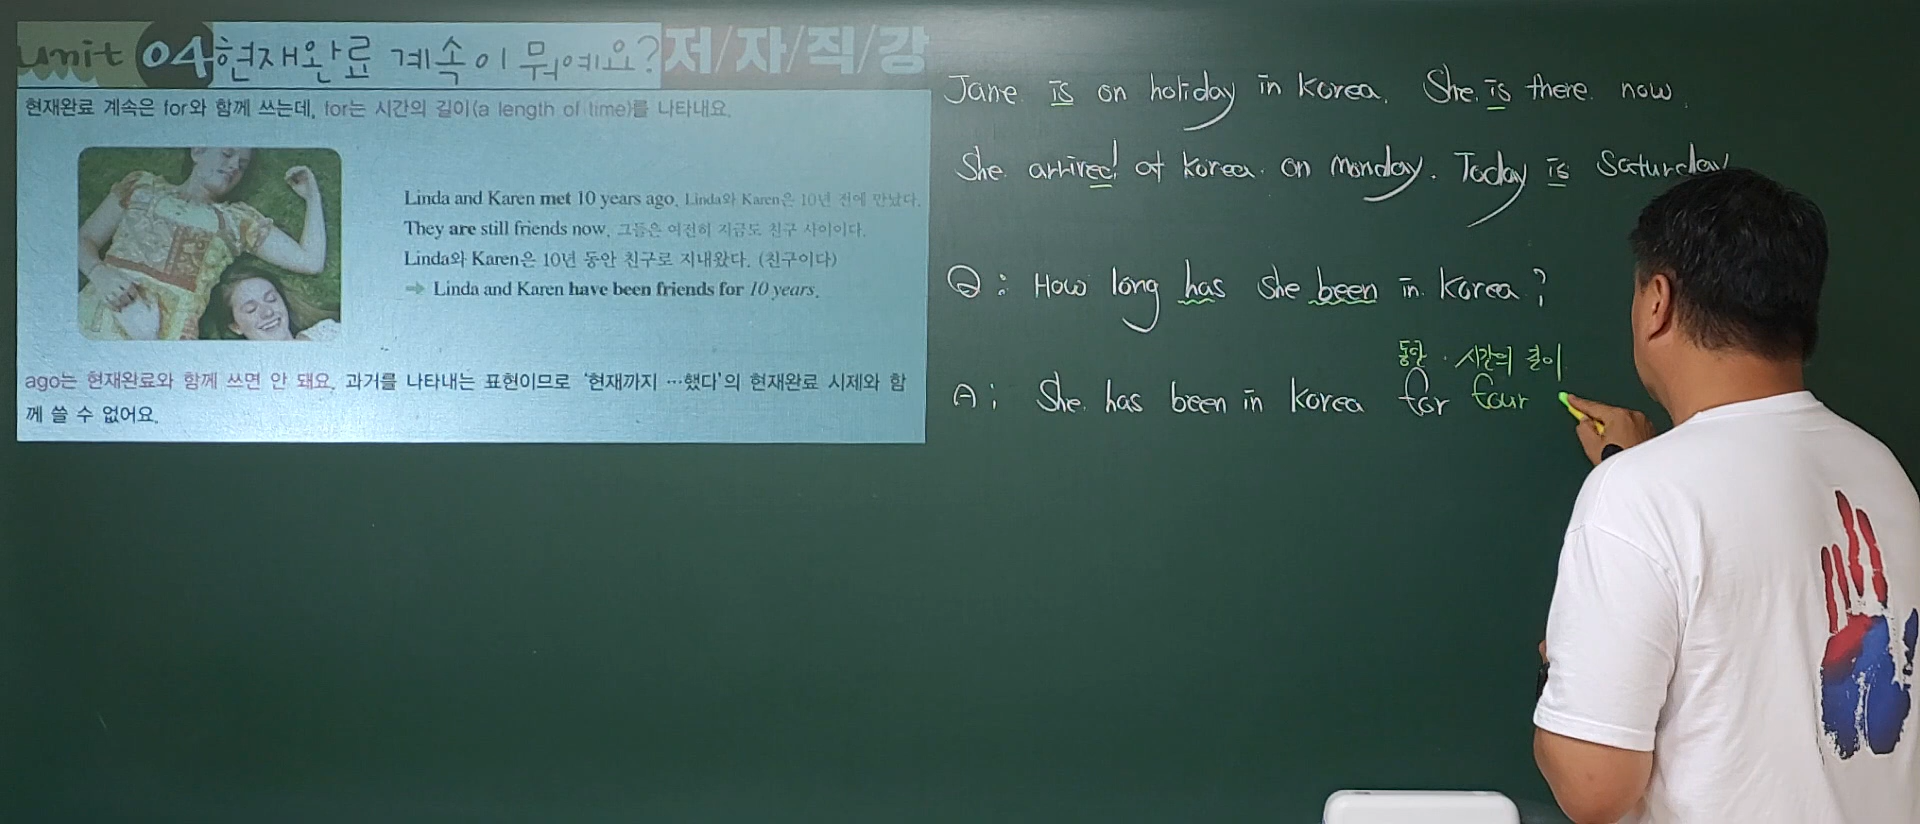 unit 04 현재완료 계속이 뭐예요? 저/자/직/강
현재완료 계속은 for와 함께 쓰는데, for는 시간의 길이(a length of time)를 나타내요.
Linda and Karen met 10 years ago. Linda와 Karen은 10년 전에 만났다.
They are still friends now. 그들은 여전히 지금도 친구 사이이다.
Linda와 Karen은 10년 동안 친구로 지내왔다. (친구이다)
➡ Linda and Karen have been friends for 10 years.
ago는 현재완료와 함께 쓰면 안 돼요. 과거를 나타내는 표현이므로 ‘현재까지 …했다’의 현재완료 시제와 함
께 쓸 수 없어요.
Jane is on holiday in Korea. She is there now.
She arrived at Korea on Monday. Today is Saturday
Q: How long has she been in Korea?
동안 · 시간의 길이
A: She has been in Korea for four